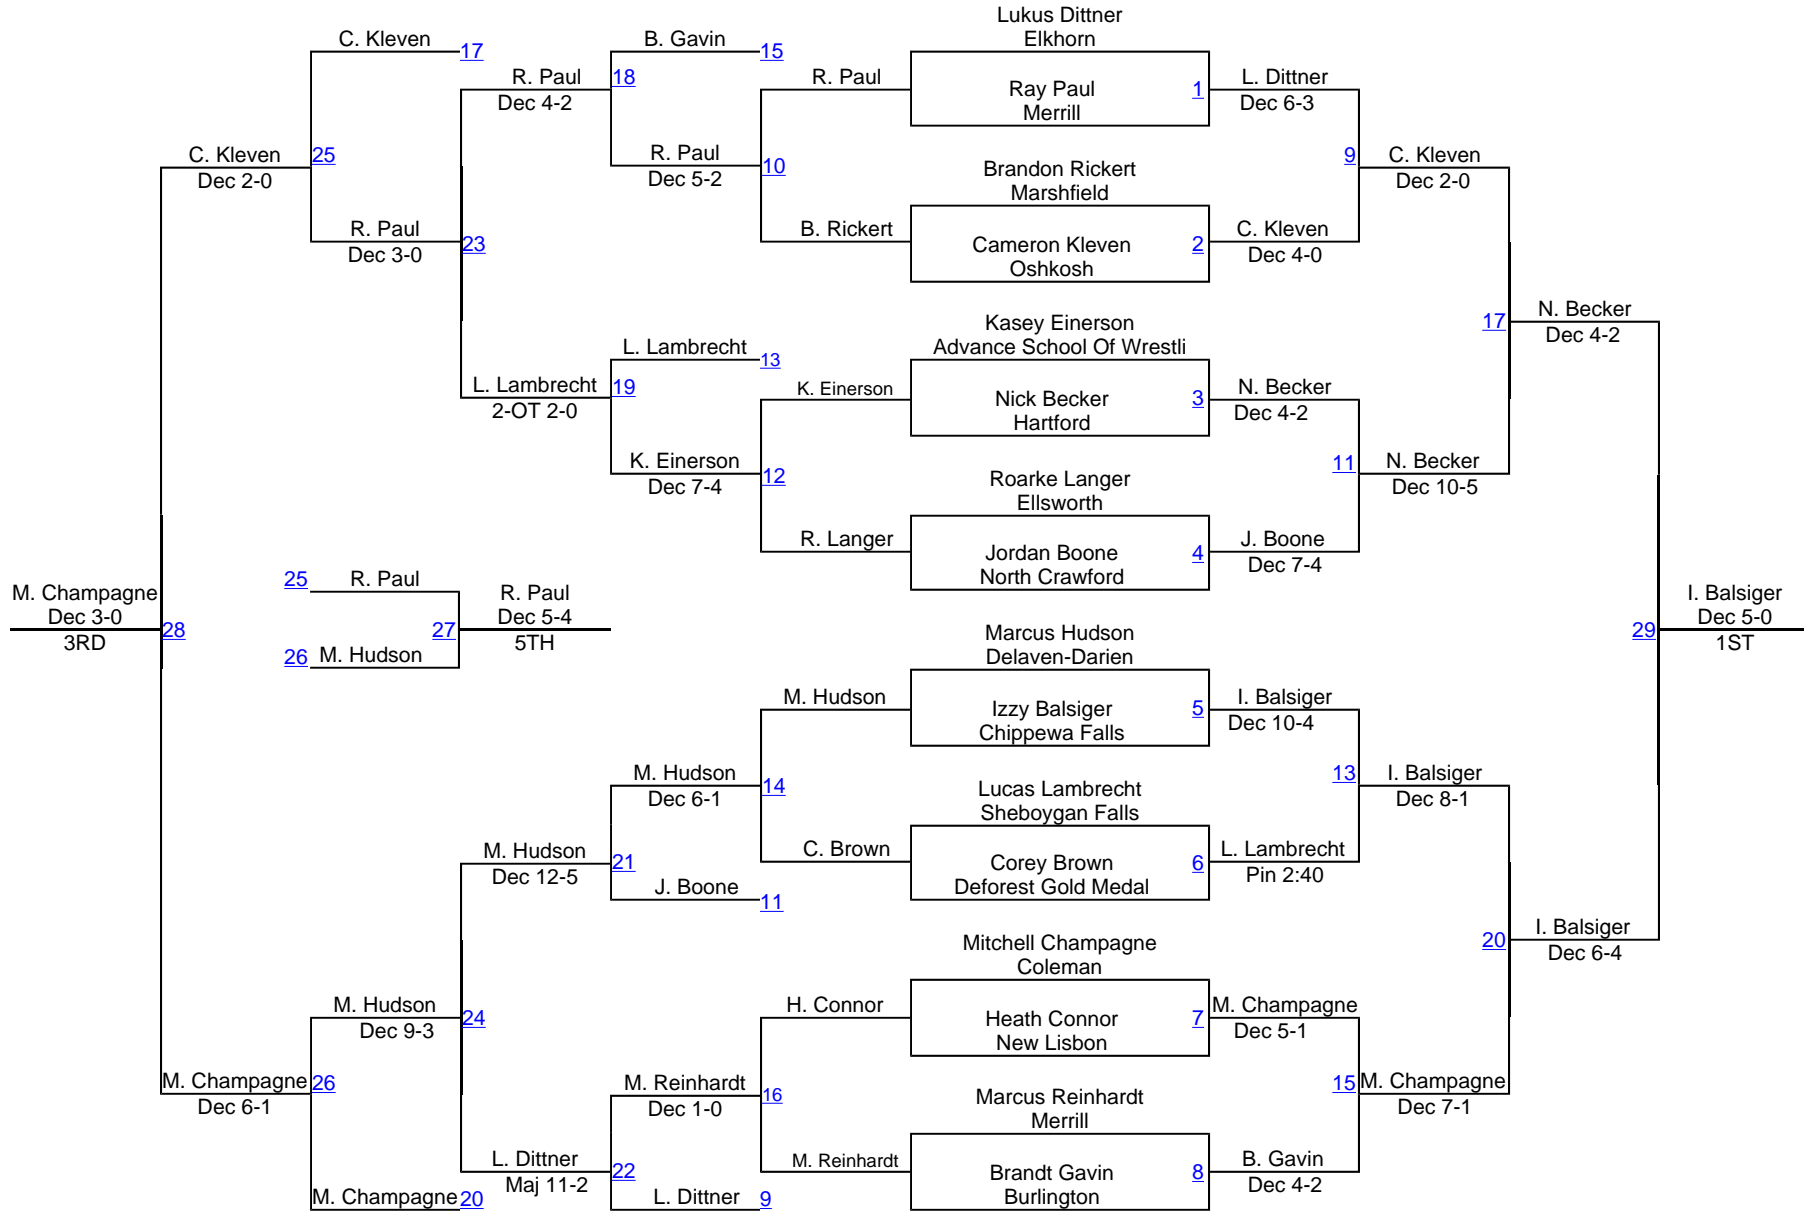 Lukus Dittner
Elkhorn
C. Kleven
17
B. Gavin
15
R. Paul
Dec 4-2
18
R. Paul
Ray Paul
Merrill
1
L. Dittner
Dec 6-3
C. Kleven
Dec 2-0
25
R. Paul
Dec 5-2
10
Brandon Rickert
Marshfield
9
C. Kleven
Dec 2-0
R. Paul
Dec 3-0
23
B. Rickert
Cameron Kleven
Oshkosh
2
C. Kleven
Dec 4-0
Kasey Einerson
Advance School Of Wrestli
17
N. Becker
Dec 4-2
L. Lambrecht
13
L. Lambrecht
2-OT 2-0
19
K. Einerson
Nick Becker
Hartford
3
N. Becker
Dec 4-2
K. Einerson
Dec 7-4
12
Roarke Langer
Ellsworth
11
N. Becker
Dec 10-5
R. Langer
Jordan Boone
North Crawford
4
J. Boone
Dec 7-4
M. Champagne
Dec 3-0
3RD
28
25
R. Paul
26
M. Hudson
27
R. Paul
Dec 5-4
5TH
Marcus Hudson
Delaven-Darien
29
I. Balsiger
Dec 5-0
1ST
M. Hudson
Izzy Balsiger
Chippewa Falls
5
I. Balsiger
Dec 10-4
M. Hudson
Dec 6-1
14
Lucas Lambrecht
Sheboygan Falls
13
I. Balsiger
Dec 8-1
M. Hudson
Dec 12-5
21
C. Brown
Corey Brown
Deforest Gold Medal
6
L. Lambrecht
Pin 2:40
J. Boone
11
Mitchell Champagne
Coleman
20
I. Balsiger
Dec 6-4
M. Hudson
Dec 9-3
24
H. Connor
Heath Connor
New Lisbon
7
M. Champagne
Dec 5-1
M. Champagne
Dec 6-1
26
M. Reinhardt
Dec 1-0
16
Marcus Reinhardt
Merrill
15
M. Champagne
Dec 7-1
L. Dittner
Maj 11-2
22
M. Reinhardt
Brandt Gavin
Burlington
8
B. Gavin
Dec 4-2
M. Champagne
20
L. Dittner
9